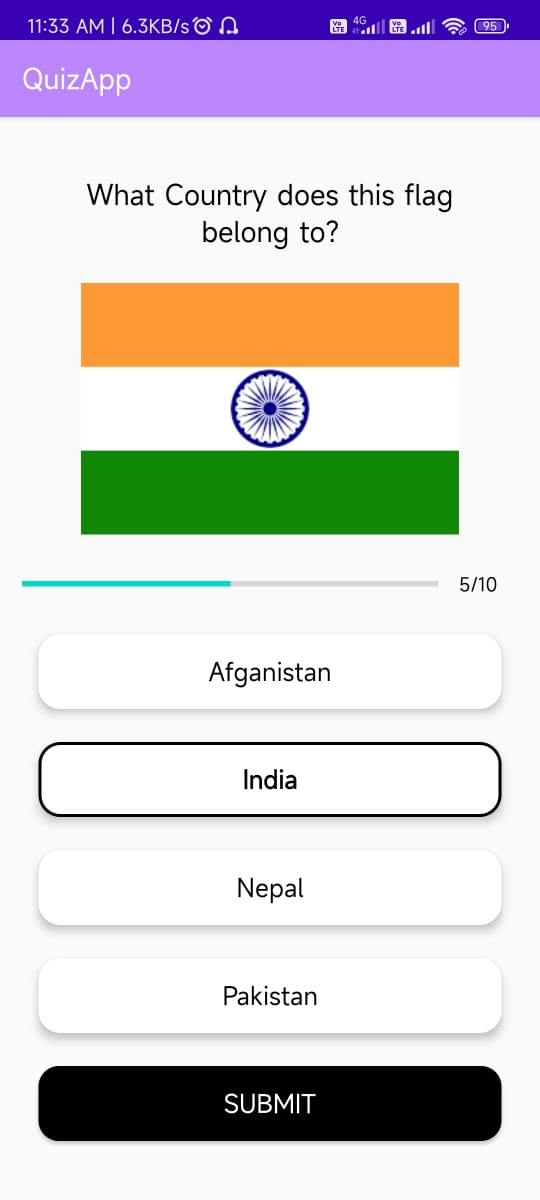 11:33 AM | 6.3KB/s Vo LTE 4G Vo LTE 95
QuizApp
What Country does this flag
belong to?
5/10
Afganistan
India
Nepal
Pakistan
SUBMIT